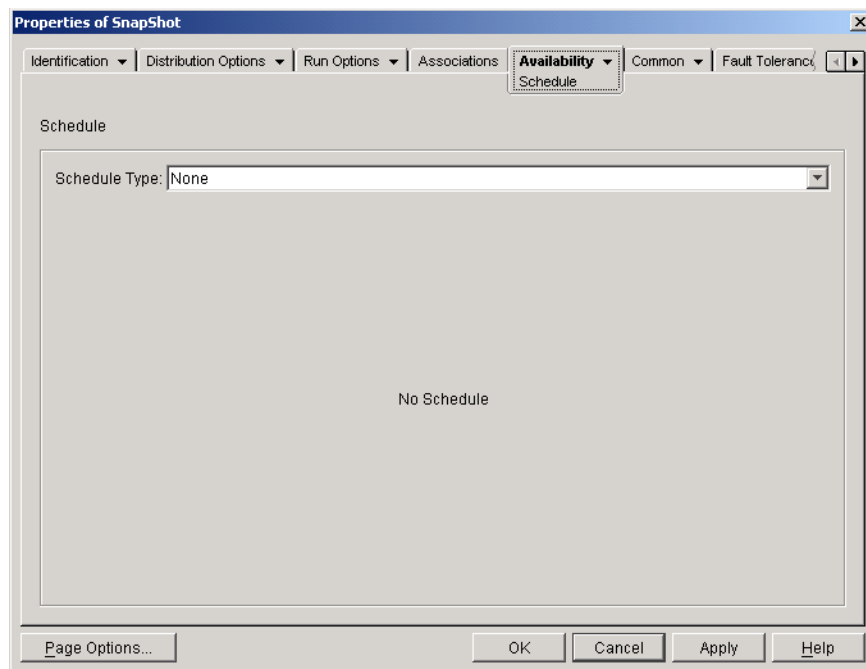 Properties of SnapShot
Identification Distribution Options Run Options Associations Availability Common Fault Tolerance
Schedule
Schedule
Schedule Type: None
No Schedule
Page Options... OK Cancel Apply Help